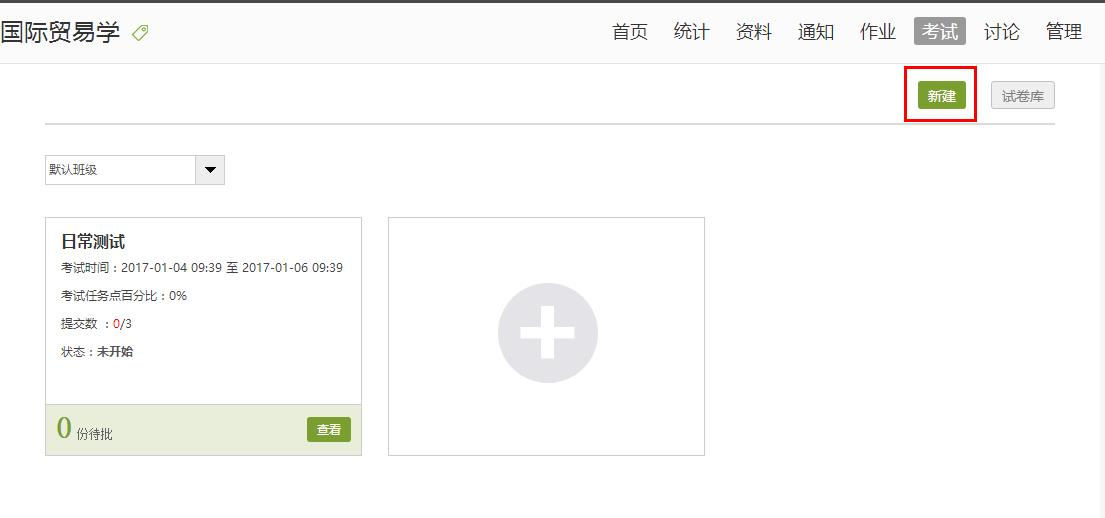 国际贸易学
首页 统计 资料 通知 作业 考试 讨论 管理
新建 试卷库
默认班级
日常测试
考试时间：2017-01-04 09:39 至 2017-01-06 09:39
考试任务点百分比：0%
提交数 ：0/3
状态：未开始
0 份待批 查看